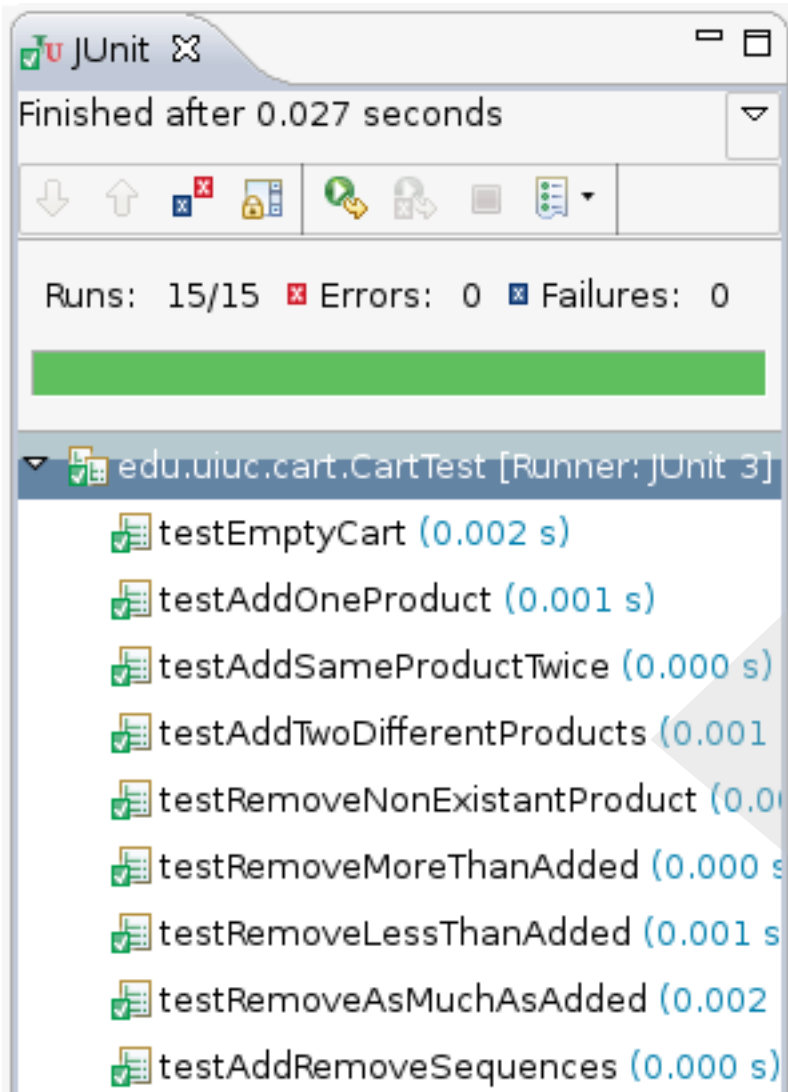 JUnit
Finished after 0.027 seconds
Runs: 15/15 Errors: 0 Failures: 0
edu.uiuc.cart.CartTest [Runner: JUnit 3]
testEmptyCart (0.002 s)
testAddOneProduct (0.001 s)
testAddSameProductTwice (0.000 s)
testAddTwoDifferentProducts (0.001
testRemoveNonExistantProduct (0.0
testRemoveMoreThanAdded (0.000 s
testRemoveLessThanAdded (0.001 s
testRemoveAsMuchAsAdded (0.002
testAddRemoveSequences (0.000 s)